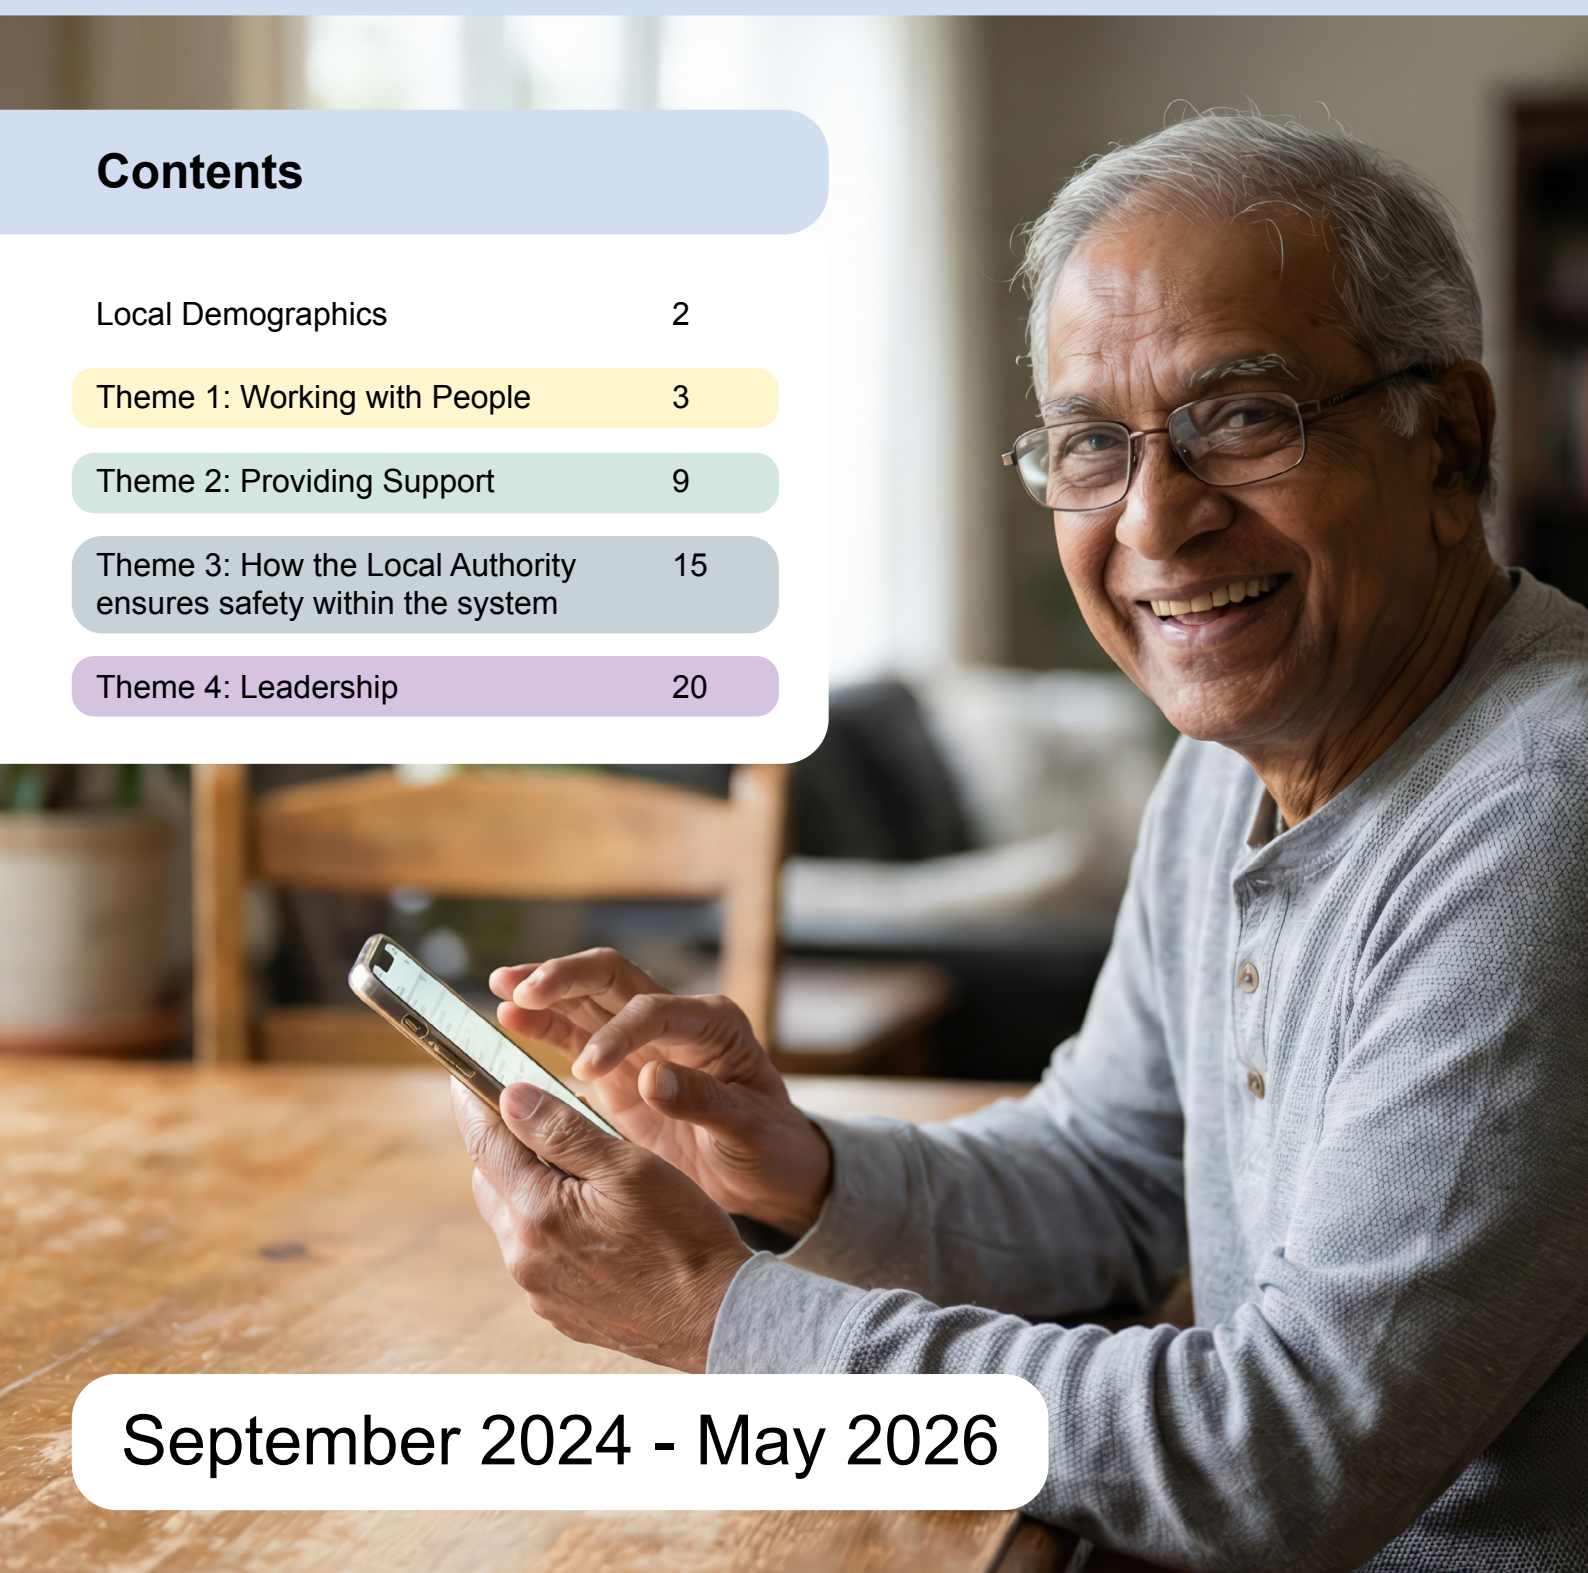 Contents
Local Demographics 2
Theme 1: Working with People 3
Theme 2: Providing Support 9
Theme 3: How the Local Authority 15
ensures safety within the system
Theme 4: Leadership 20
September 2024 - May 2026